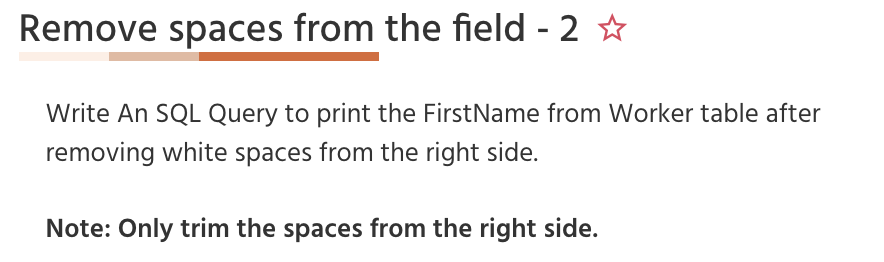 Remove spaces from the field - 2
Write An SQL Query to print the FirstName from Worker table after
removing white spaces from the right side.
Note: Only trim the spaces from the right side.